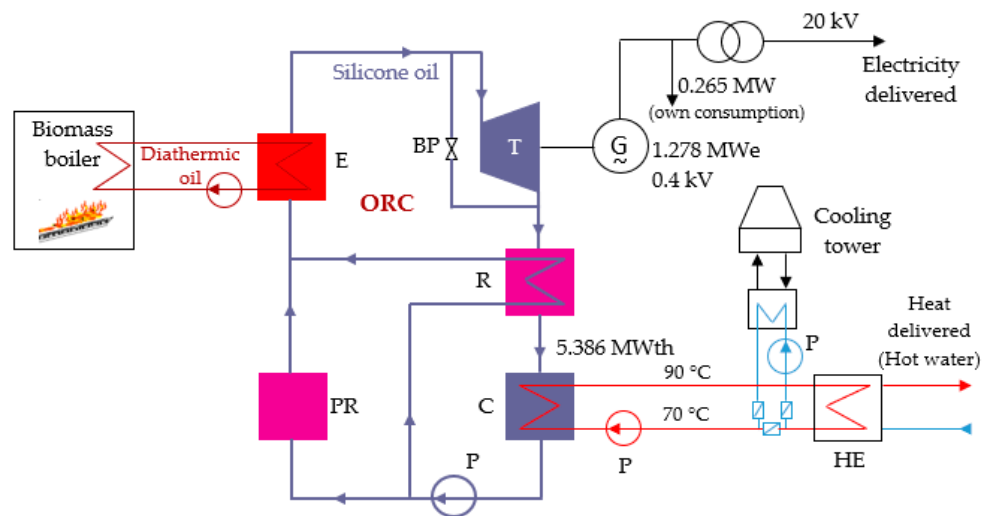 20 kV
Silicone oil
0.265 MW
(own consumption)
Electricity
delivered
Biomass
boiler
Diathermic
oil
E
BP
T
G
~
1.278 MWe
0.4 kV
ORC
Cooling
tower
R
P
Heat
delivered
(Hot water)
5.386 MWth
90 °C
PR
C
70 °C
P
P
HE